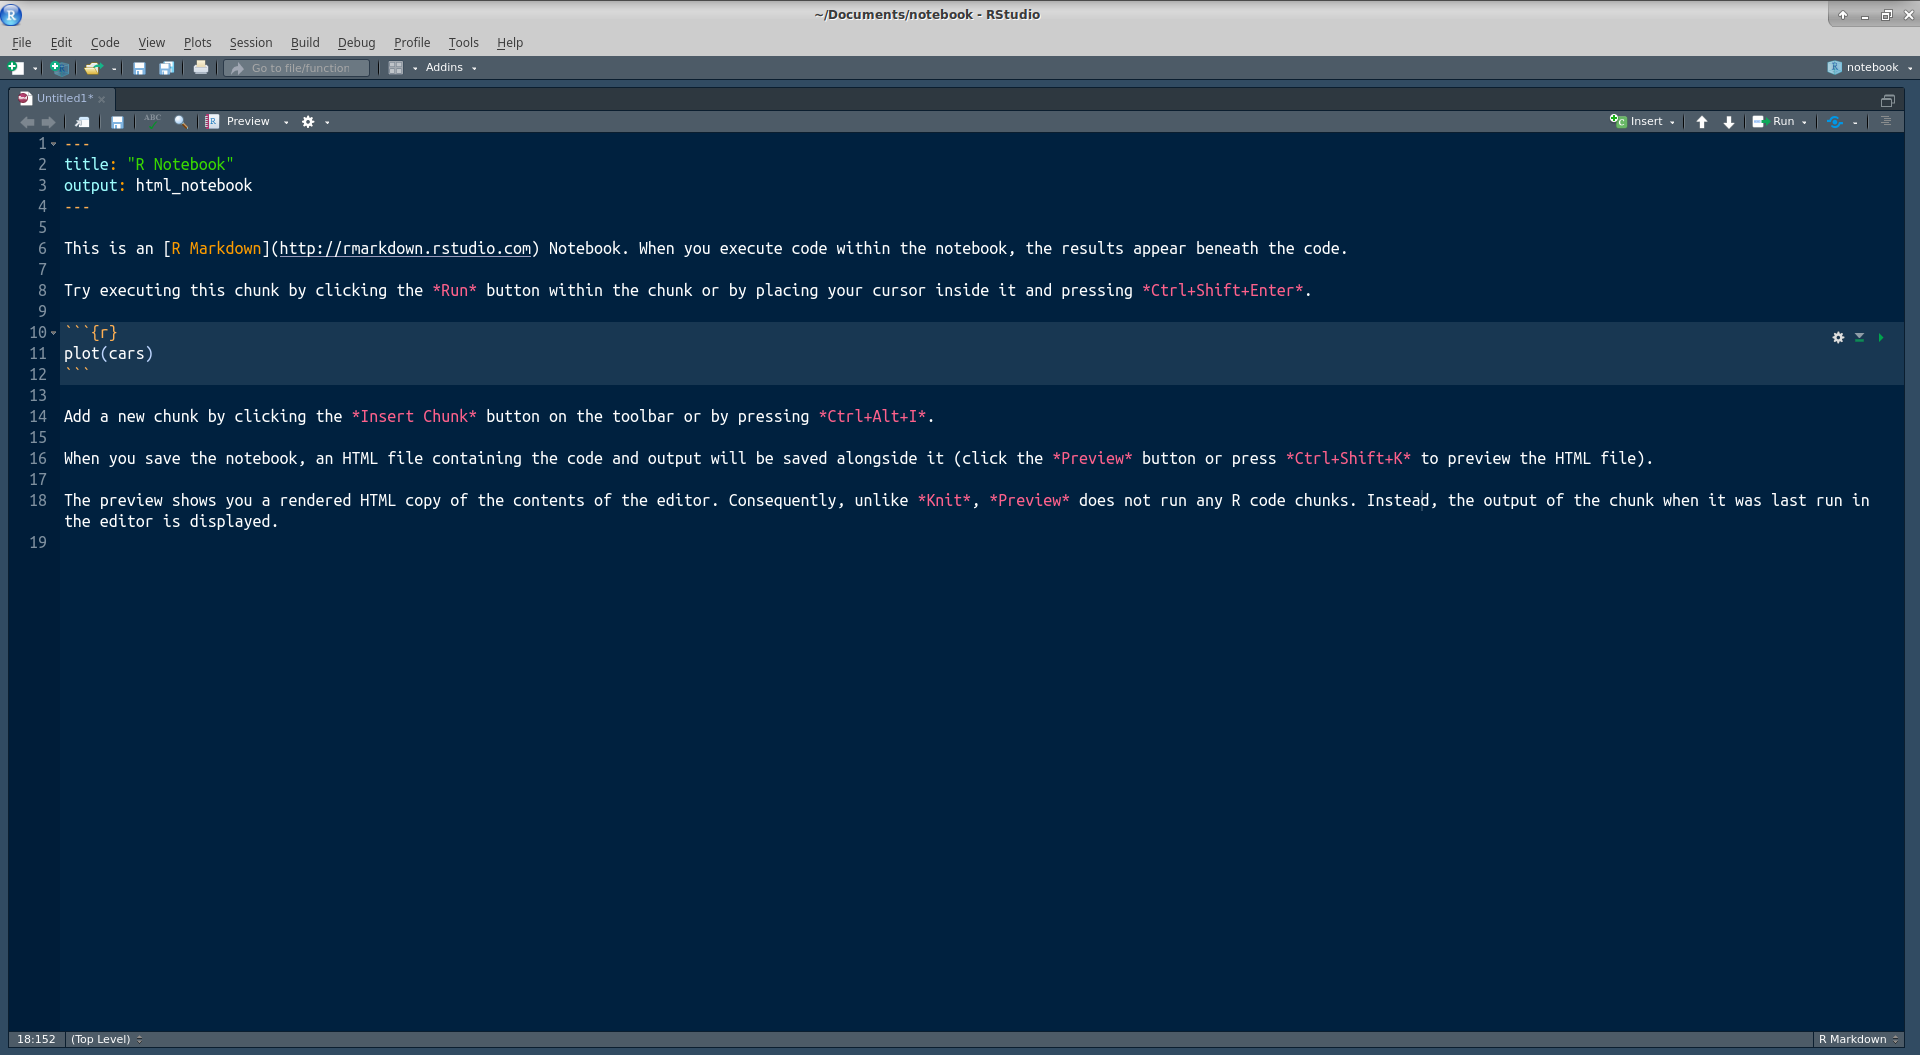 ~/Documents/notebook - RStudio
File Edit Code View Plots Session Build Debug Profile Tools Help
Go to file/function Addins notebook
Untitled1*
ABC Preview Insert Run
1 ---
2 title: "R Notebook"
3 output: html_notebook
4 ---
5
6 This is an [R Markdown](http://rmarkdown.rstudio.com) Notebook. When you execute code within the notebook, the results appear beneath the code.
7
8 Try executing this chunk by clicking the *Run* button within the chunk or by placing your cursor inside it and pressing *Ctrl+Shift+Enter*.
9
10 ```{r}
11 plot(cars)
12 ```
13
14 Add a new chunk by clicking the *Insert Chunk* button on the toolbar or by pressing *Ctrl+Alt+I*.
15
16 When you save the notebook, an HTML file containing the code and output will be saved alongside it (click the *Preview* button or press *Ctrl+Shift+K* to preview the HTML file).
17
18 The preview shows you a rendered HTML copy of the contents of the editor. Consequently, unlike *Knit*, *Preview* does not run any R code chunks. Instead, the output of the chunk when it was last run in
the editor is displayed.
19
18:152 (Top Level) R Markdown